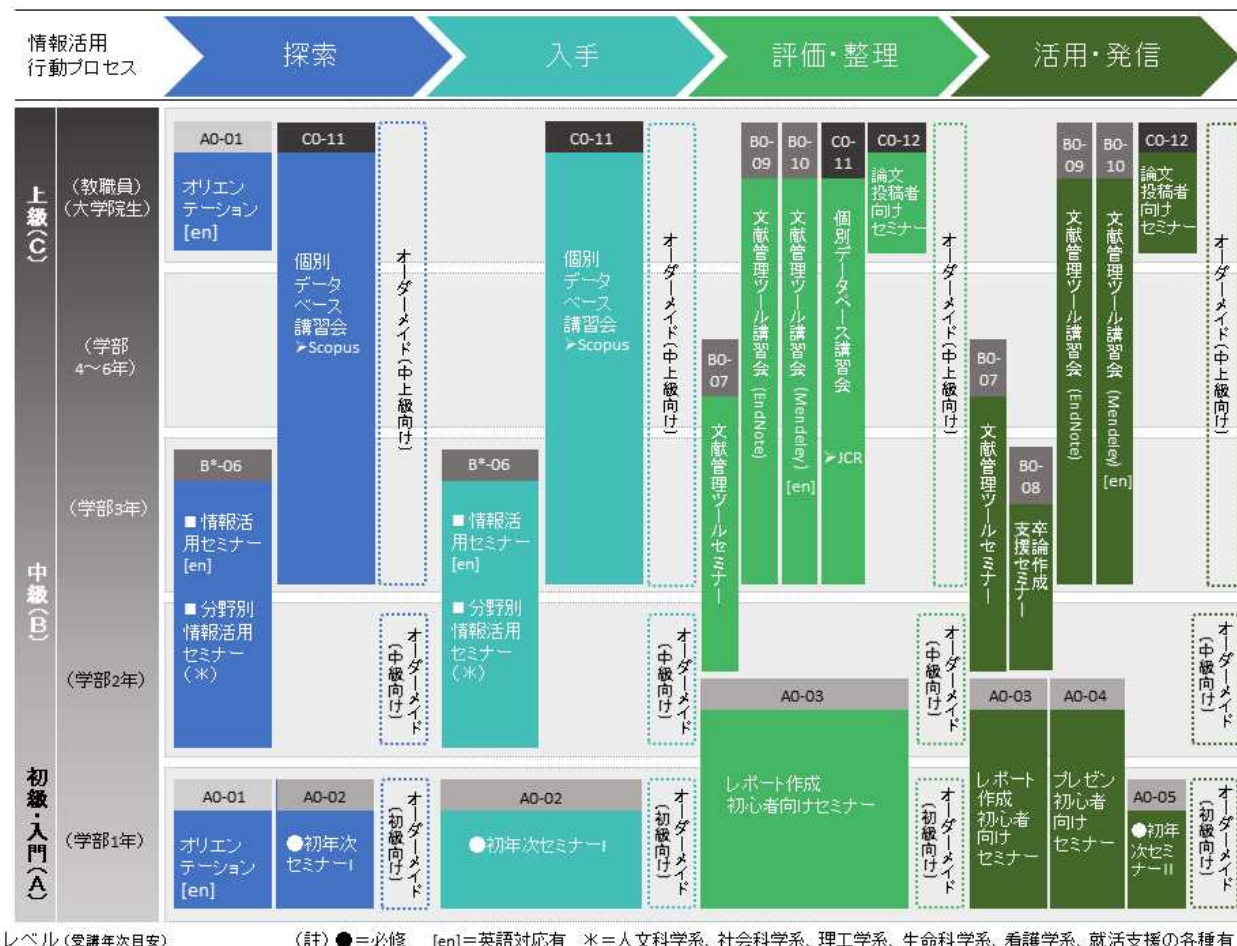 情報活用
行動プロセス
探索
入手
評価・整理
活用・発信
上級(C)
中級(B)
初級・入門(A)
(教職員)
(大学院生)
(学部
4～6年)
(学部3年)
(学部2年)
(学部1年)
A0-01
オリエン
テーション
[en]
C0-11
個別
データ
ベース
講習会
➢Scopus
オーダーメイド(中上級向け)
B*-06
■情報活
用セミナー
[en]
■分野別
情報活用
セミナー
(＊)
オーダーメイド
(中級向け)
A0-01
オリエン
テーション
[en]
A0-02
●初年次
セミナーI
オーダーメイド
(初級向け)
C0-11
個別
データ
ベース
講習会
➢Scopus
オーダーメイド(中上級向け)
B*-06
■情報活
用セミナー
[en]
■分野別
情報活用
セミナー
(＊)
オーダーメイド
(中級向け)
A0-02
●初年次セミナーI
オーダーメイド
(初級向け)
B0-
07
文献管理ツールセミナー
B0-
09
文献管理ツール講習会(EndNote)
B0-
10
文献管理ツール講習会(Mendeley)[en]
C0-
11
個別データベース講習会
➢JCR
C0-12
論文
投稿者
向け
セミナー
オーダーメイド(中上級向け)
オーダーメイド
(中級向け)
A0-03
レポート作成
初心者向けセミナー
オーダーメイド
(初級向け)
B0-
07
文献管理ツールセミナー
B0-
08
卒論作成
支援セミナー
B0-
09
文献管理ツール講習会(EndNote)
B0-
10
文献管理ツール講習会(Mendeley)[en]
C0-12
論文
投稿者
向け
セミナー
オーダーメイド(中上級向け)
オーダーメイド
(中級向け)
A0-03
レポート
作成
初心者
向け
セミナー
A0-04
プレゼン
初心者
向け
セミナー
A0-05
●初年
次セミ
ナーII
オーダーメイド
(初級向け)
レベル(受講年次目安)
(註)●=必修 [en]=英語対応有 ＊=人文科学系、社会科学系、理工学系、生命科学系、看護学系、就活支援の各種有